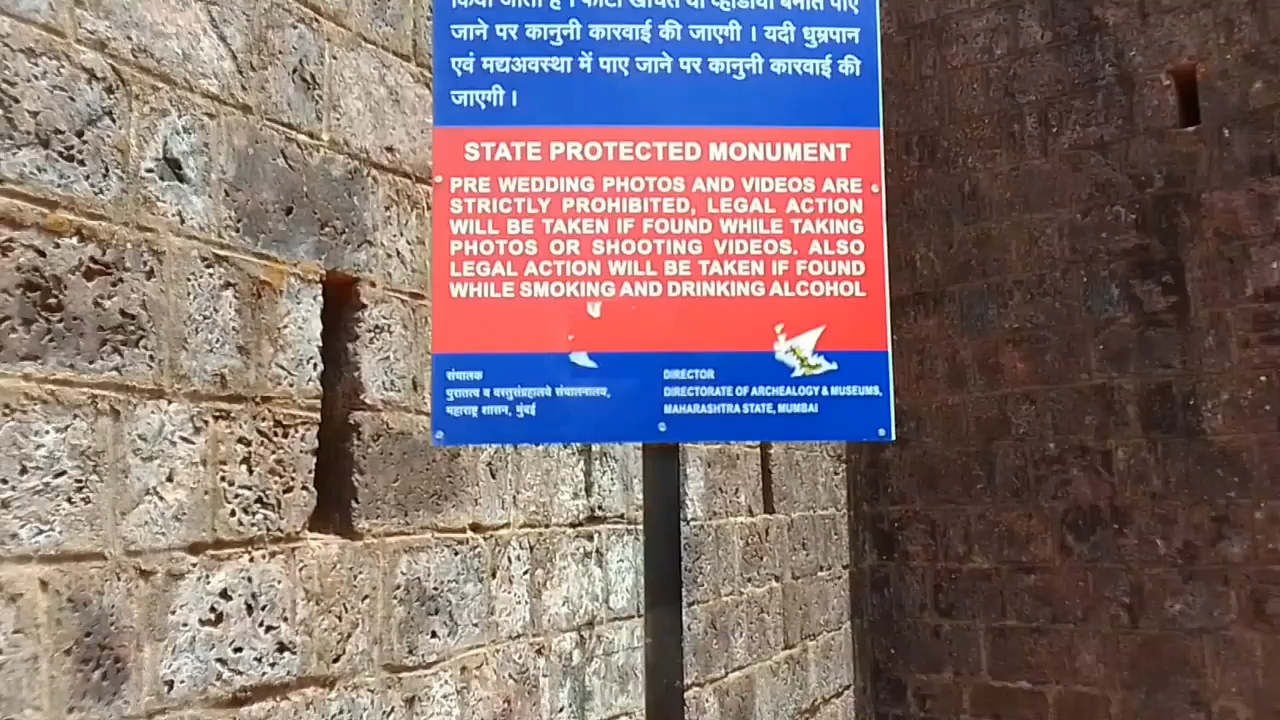 किया जाता है। फोटो खींचते या व्हीडीयो बनाते पाए
जाने पर कानुनी कारवाई की जाएगी । यदी धुम्रपान
एवं मद्यअवस्था में पाए जाने पर कानुनी कारवाई की
जाएगी ।
STATE PROTECTED MONUMENT
PRE WEDDING PHOTOS AND VIDEOS ARE
STRICTLY PROHIBITED, LEGAL ACTION
WILL BE TAKEN IF FOUND WHILE TAKING
PHOTOS OR SHOOTING VIDEOS. ALSO
LEGAL ACTION WILL BE TAKEN IF FOUND
WHILE SMOKING AND DRINKING ALCOHOL
संचालक
पुरातत्व व वस्तुसंग्रहालये संचालनालय,
महाराष्ट्र शासन, मुंबई
DIRECTOR
DIRECTORATE OF ARCHEALOGY & MUSEUMS,
MAHARASHTRA STATE, MUMBAI